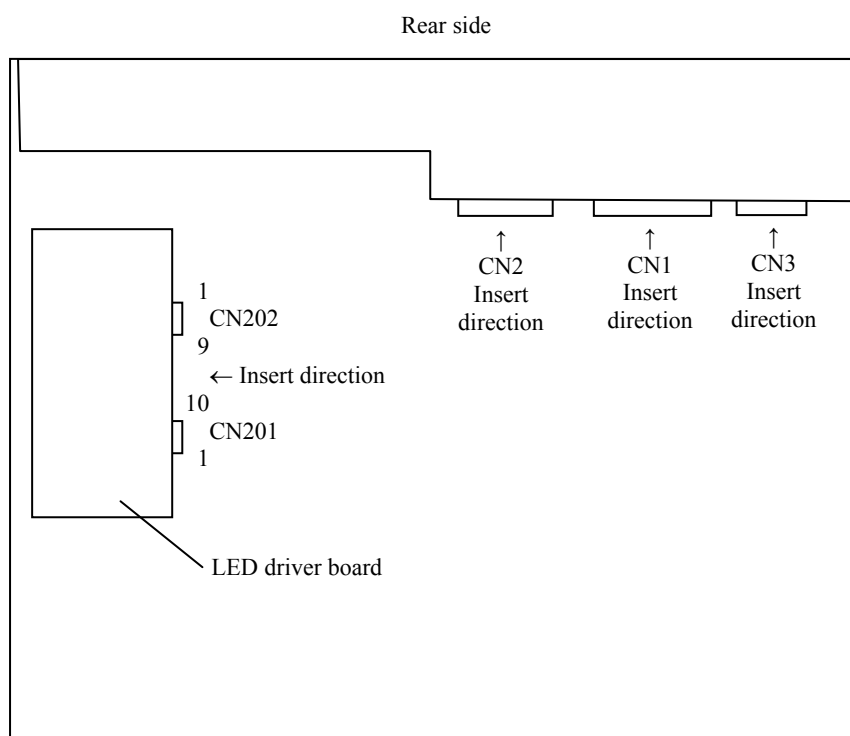 Rear side
↑
CN2
Insert
direction
↑
CN1
Insert
direction
↑
CN3
Insert
direction
1
CN202
9
← Insert direction
10
CN201
1
LED driver board